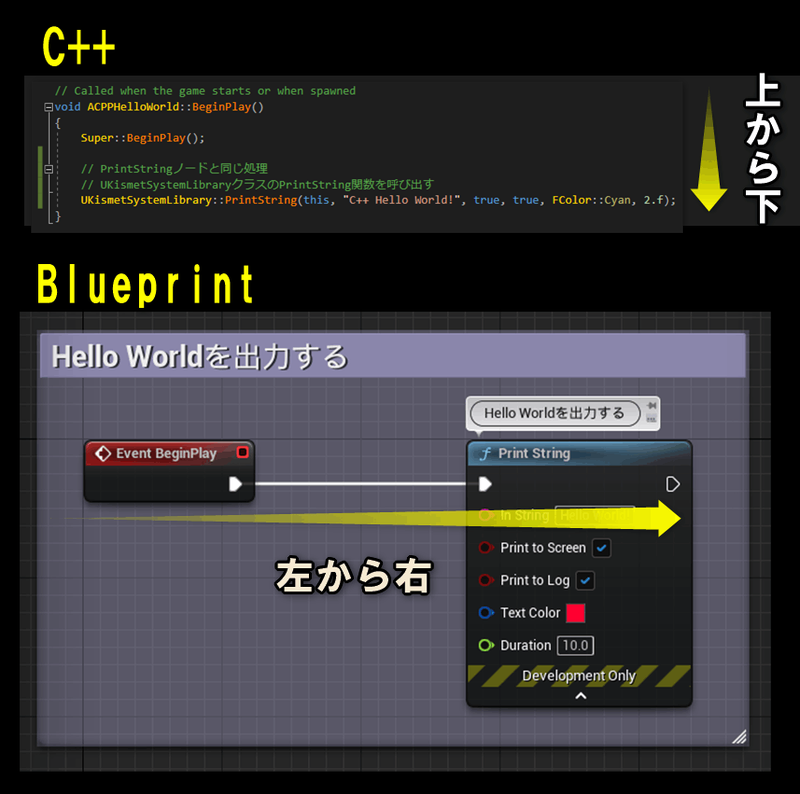 C++
// Called when the game starts or when spawned
void ACPPHelloWorld::BeginPlay()
{
Super::BeginPlay();
// PrintStringノードと同じ処理
// UKismetSystemLibraryクラスのPrintString関数を呼び出す
UKismetSystemLibrary::PrintString(this, "C++ Hello World!", true, true, FColor::Cyan, 2.f);
}
上から下
Blueprint
Hello Worldを出力する
Hello Worldを出力する
Event BeginPlay
f Print String
In String Hello World!
左から右
Print to Screen
Print to Log
Text Color
Duration 10.0
Development Only